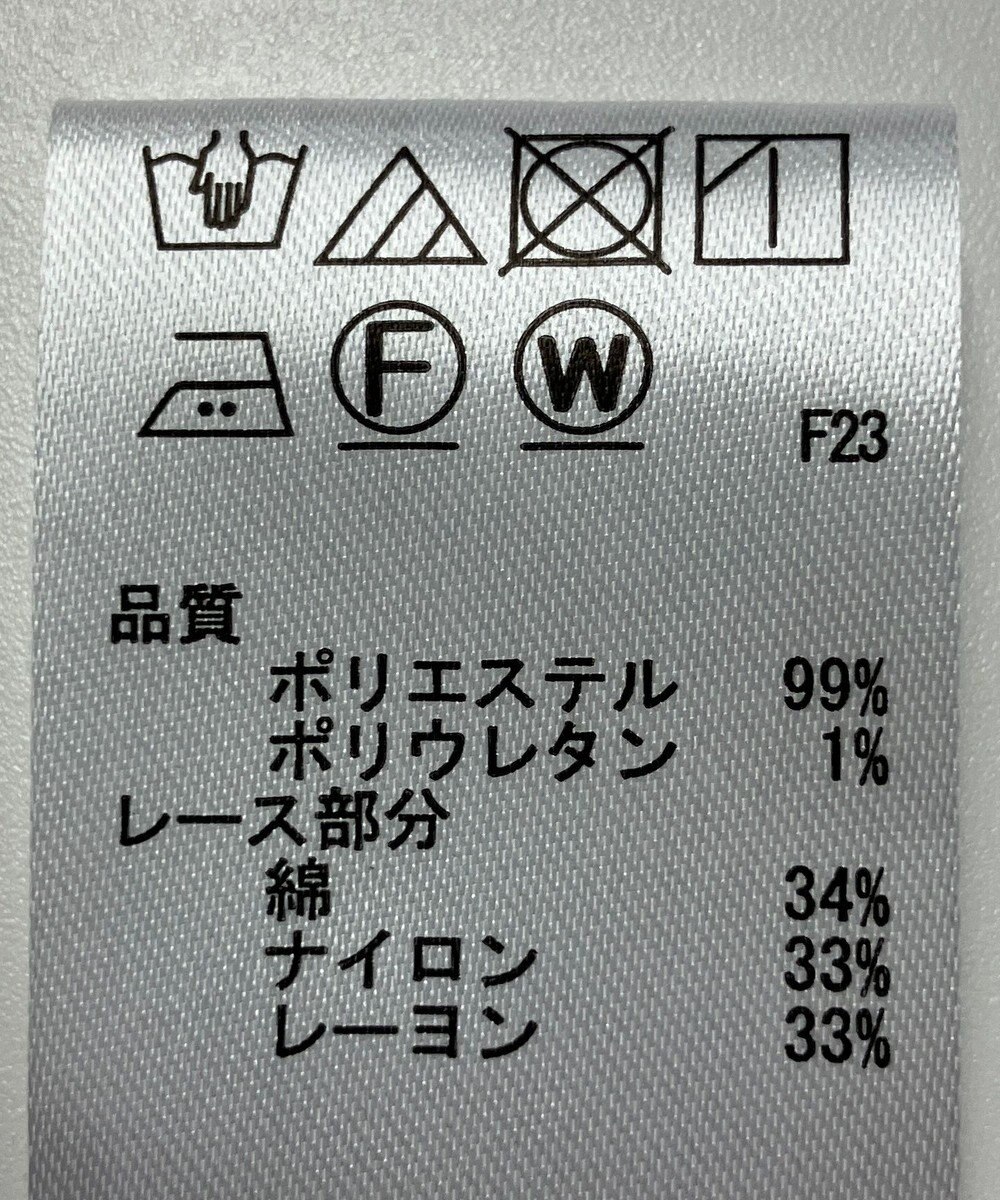 F W
F23
品質
ポリエステル 99%
ポリウレタン 1%
レース部分
綿 34%
ナイロン 33%
レーヨン 33%